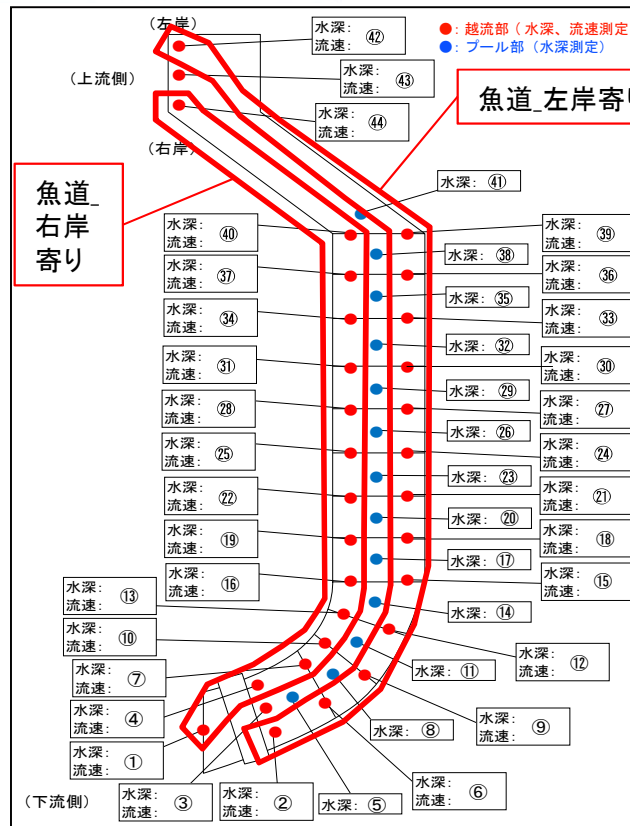 (左岸)
水深:
流速:
㊷
●:越流部(水深、流速測定
●:プール部(水深測定)
(上流側)
水深:
流速:
㊸
魚道_左岸寄り
水深:
流速:
㊹
(右岸)
魚道_
右岸
寄り
水深: ㊶
水深:
流速:
㊵
水深:
流速:
㊴
水深: ㊳
水深:
流速:
㊲
水深:
流速:
㊱
水深: ㉟
水深:
流速:
㉞
水深:
流速:
㉝
水深: ㉜
水深:
流速:
㉛
水深:
流速:
㉚
水深: ㉙
水深:
流速:
㉘
水深:
流速:
㉗
水深: ㉖
水深:
流速:
㉕
水深:
流速:
㉔
水深: ㉓
水深:
流速:
㉒
水深:
流速:
㉑
水深: ⑳
水深:
流速:
⑲
水深:
流速:
⑱
水深: ⑰
水深:
流速:
⑯
水深:
流速:
⑮
水深: ⑭
水深:
流速:
⑬
水深:
流速:
⑩
水深: ⑪
水深:
流速:
⑫
水深:
流速:
⑦
水深:
流速:
④
水深: ⑧
水深:
流速:
⑨
水深:
流速:
①
(下流側)
水深:
流速:
③
水深:
流速:
②
水深: ⑤
水深:
流速:
⑥